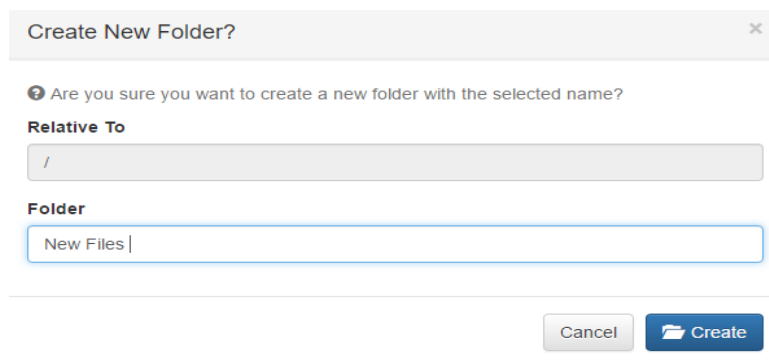 Create New Folder?
Are you sure you want to create a new folder with the selected name?
Relative To
/
Folder
New Files
Cancel
Create